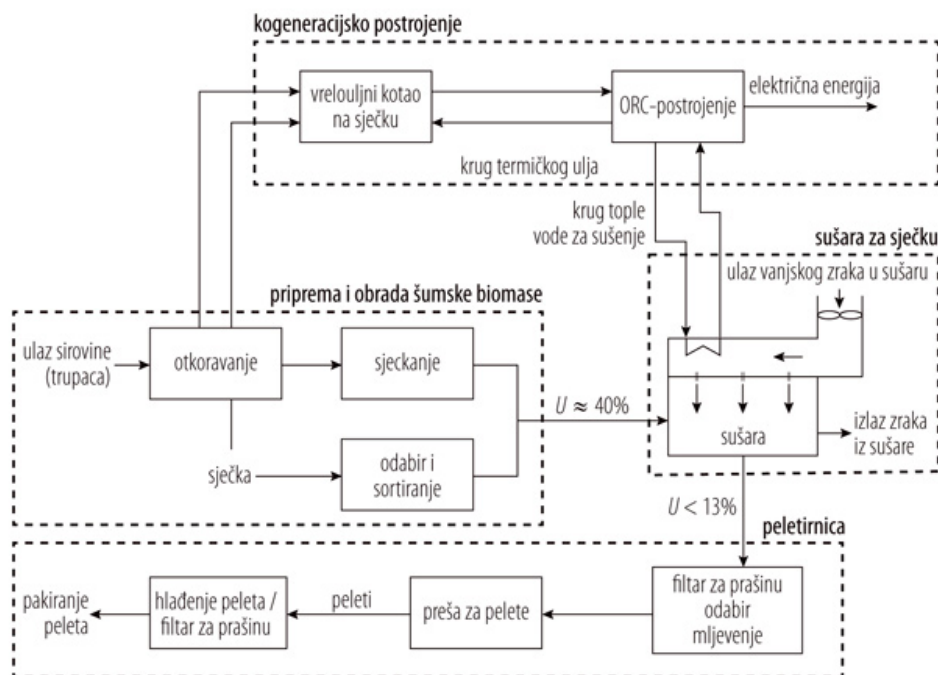 kogeneracijsko postrojenje
vrelouljni kotao
na sječku
ORC-postrojenje
električna energija
krug termičkog ulja
krug tople
vode za sušenje
sušara za sječku
ulaz vanjskog zraka u sušaru
priprema i obrada šumske biomase
ulaz sirovine
(trupaca)
otkoravanje
sjeckanje
U ≈ 40%
sušara
izlaz zraka
iz sušare
sječka
odabir i
sortiranje
U < 13%
peletirnica
pakiranje
peleta
hlađenje peleta /
filtar za prašinu
peleti
preša za pelete
filtar za prašinu
odabir
mljevenje